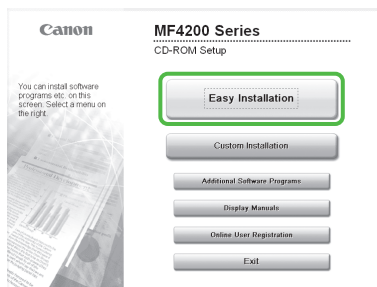 Canon
You can install software
programs etc. on this
screen. Select a menu on
the right.
MF4200 Series
CD-ROM Setup
Easy Installation
Custom Installation
Additional Software Programs
Display Manuals
Online User Registration
Exit